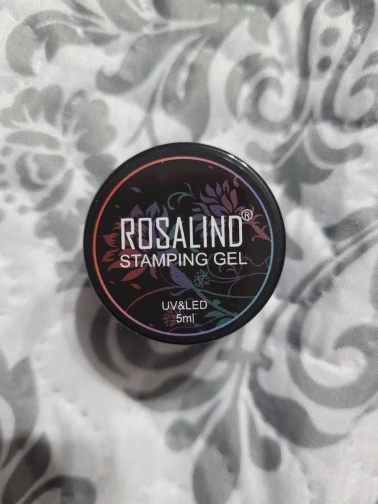 ROSALIND®
STAMPING GEL
UV&LED
5ml